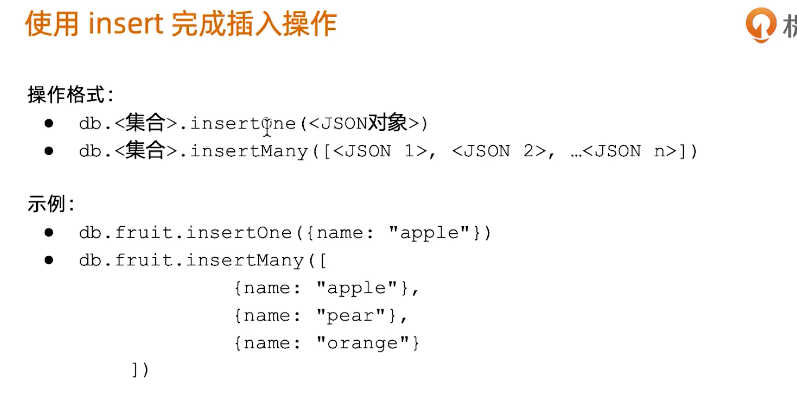 使用 insert 完成插入操作
操作格式：
● db.<集合>.insertOne(<JSON对象>)
● db.<集合>.insertMany([<JSON 1>, <JSON 2>, …<JSON n>])
示例：
● db.fruit.insertOne({name: "apple"})
● db.fruit.insertMany([
{name: "apple"},
{name: "pear"},
{name: "orange"}
])